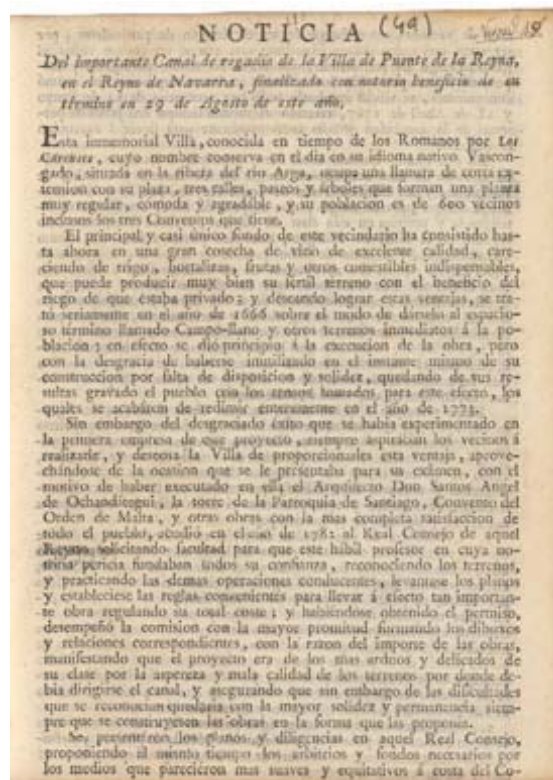 NOTICIA (49)
Del importante Canal de regadio de la Villa de Puente de la Reyna,
en el Reyno de Navarra, finalizado con notorio beneficio de su
término en 29 de Agosto de este año.
Esta inmemorial Villa, conocida en tiempo de los Romanos por Los
cuyo nombre conserva en el dia en su idioma nativo Vascon-
gado, situada en la ribera del rio Arga, ocupa una llanura de corta ex-
tension con su plaza, tres calles, paseos y árboles que forman una planta
muy regular, cómoda y agradable, y su poblacion es de 600 vecinos
inclusos los tres Conventos que tiene.
El principal y casi único fondo de este vecindario ha consistido has-
ta ahora en una gran cosecha de vino de excelente calidad, care-
ciendo de trigo, hortalizas, frutas y otros comestibles indispensables,
que puede producir muy bien su fertil terreno con el beneficio del
riego de que estaba privado; y deseando lograr estas ventajas, se tra-
tó seriamente en el año de 1666 sobre el modo de dárselo al espacio-
so término llamado Campo-llano y otros terrenos inmediatos á la po-
blacion; en efecto se dió principio á la execucion de la obra, pero
con la desgracia de haberse inutilizado en el instante mismo de su
construccion por falta de disposicion y solidez, quedando de sus re-
sultas gravado el pueblo con los censos tomados para este efecto, los
quales se acabáron de redimir enteramente en el año de 1773.
Sin embargo del desgraciado éxîto que se habia experimentado en
la primera empresa de este proyecto, siempre aspiraban los vecinos á
realizarle, y deseosa la Villa de proporcionales esta ventaja, aprove-
chándose de la ocasion que se le presentaba para su exâmen, con el
motivo de haber executado en ella el Arquitecto Don Santos Angel
de Ochandategui, la torre de la Parroquia de Santiago, Convento del
Orden de Malta, y otras obras con la mas completa satisfaccion de
todo el pueblo, acudió en el año de 178 al Real Consejo de aquel
Reyno solicitando facultad para que este hábil profesor en cuya no-
toria pericia fundaban todos su confianza, reconociendo los terrenos,
y practicando las demas operaciones conducentes, levantase los planos
y estableciese las reglas convenientes para llevar á efecto tan importan-
te obra regulando su total coste; y habiéndose obtenido el permiso,
desempeñó la comision con la mayor prontitud formando los dibuxos
y relaciones correspondientes, con la razon del importe de las obras,
manifestando que el proyecto era de los mas arduos y delicados de
su clase por la aspereza y mala calidad de los terrenos por donde de-
bia dirigirse el canal, y asegurando que sin embargo de las dificultades
que se reconocian quedaria con la mayor solidez y permanencia siem-
pre que se construyesen las obras en la forma que las proponia.
Se presentaron los planos y diligencias en aquel Real Consejo,
proponiendo al mismo tiempo los arbitrios y fondos necesarios por
los medios que pareciéron mas suaves y equitativos á costa del Co-